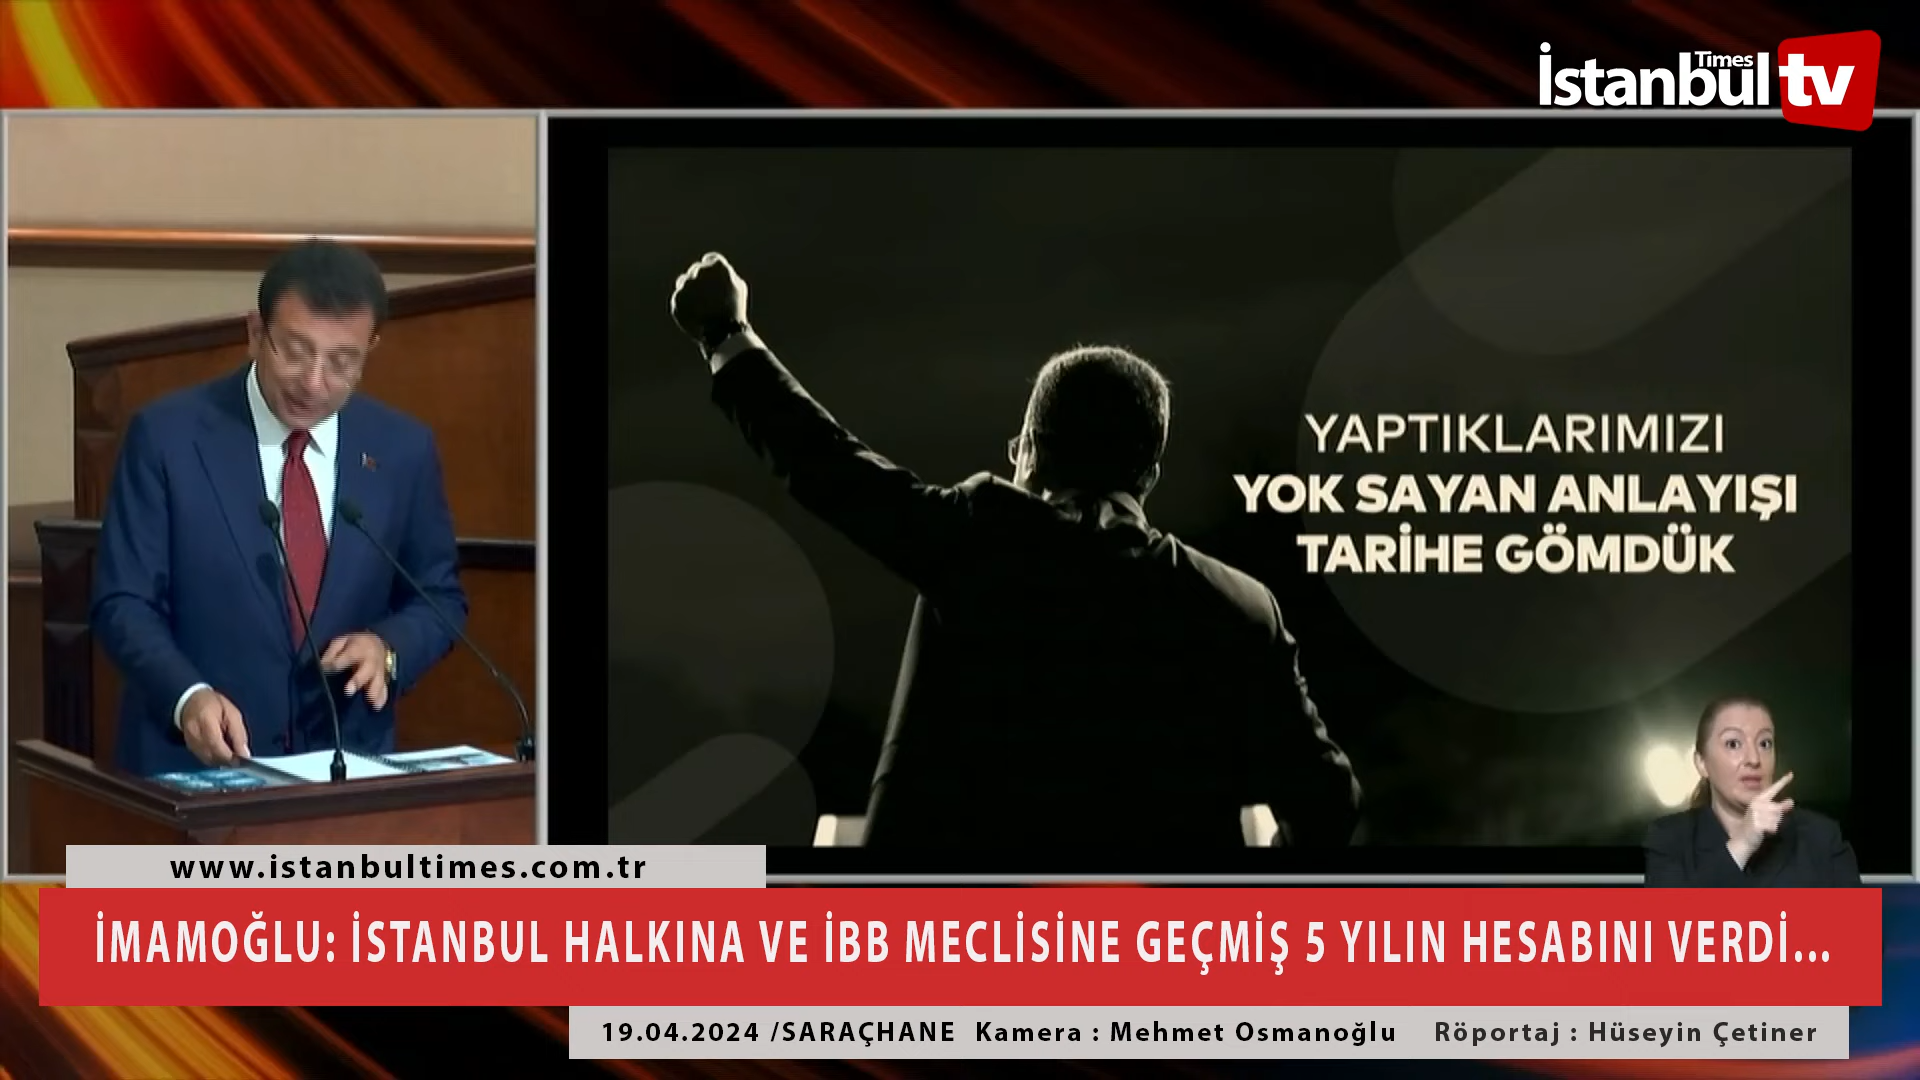 İstanbul Times tv
YAPTIKLARIMIZI
YOK SAYAN ANLAYIŞI
TARİHE GÖMDÜK
www.istanbultimes.com.tr
İMAMOĞLU: İSTANBUL HALKINA VE İBB MECLİSİNE GEÇMİŞ 5 YILIN HESABINI VERDİ...
19.04.2024 /SARAÇHANE Kamera : Mehmet Osmanoğlu Röportaj : Hüseyin Çetiner